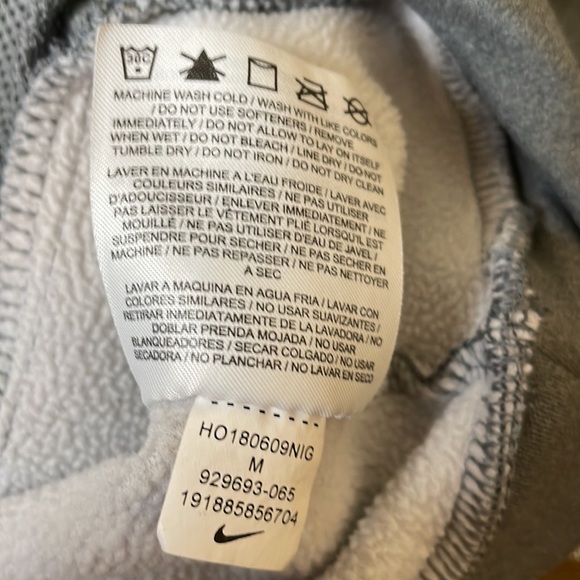 30C
MACHINE WASH COLD / WASH WITH LIKE COLORS
/ DO NOT USE SOFTENERS / REMOVE
IMMEDIATELY / DO NOT ALLOW TO LAY ON ITSELF
WHEN WET / DO NOT BLEACH / LINE DRY / DO NOT
TUMBLE DRY / DO NOT IRON / DO NOT DRY CLEAN
LAVER EN MACHINE A L'EAU FROIDE / LAVER AVEC
COULEURS SIMILAIRES / NE PAS UTILISER
D'ADOUCISSEUR / ENLEVER IMMEDIATEMENT / NE
PAS LAISSER LE VÊTEMENT PLIÉ LORSQU'IL EST
MOUILLÉ / NE PAS UTILISER D'EAU DE JAVEL /
SUSPENDRE POUR SECHER / NE PAS SECHER EN
MACHINE / NE PAS REPASSER / NE PAS NETTOYER
A SEC
LAVAR A MAQUINA EN AGUA FRIA / LAVAR CON
COLORES SIMILARES / NO USAR SUAVIZANTES /
RETIRAR INMEDIATAMENTE DE LA LAVADORA / NO
DOBLAR PRENDA MOJADA / NO USAR
BLANQUEADORES / SECAR COLGADO / NO USAR
SECADORA / NO PLANCHAR / NO LAVAR EN SECO
HO180609NIG
M
929693-065
191885856704